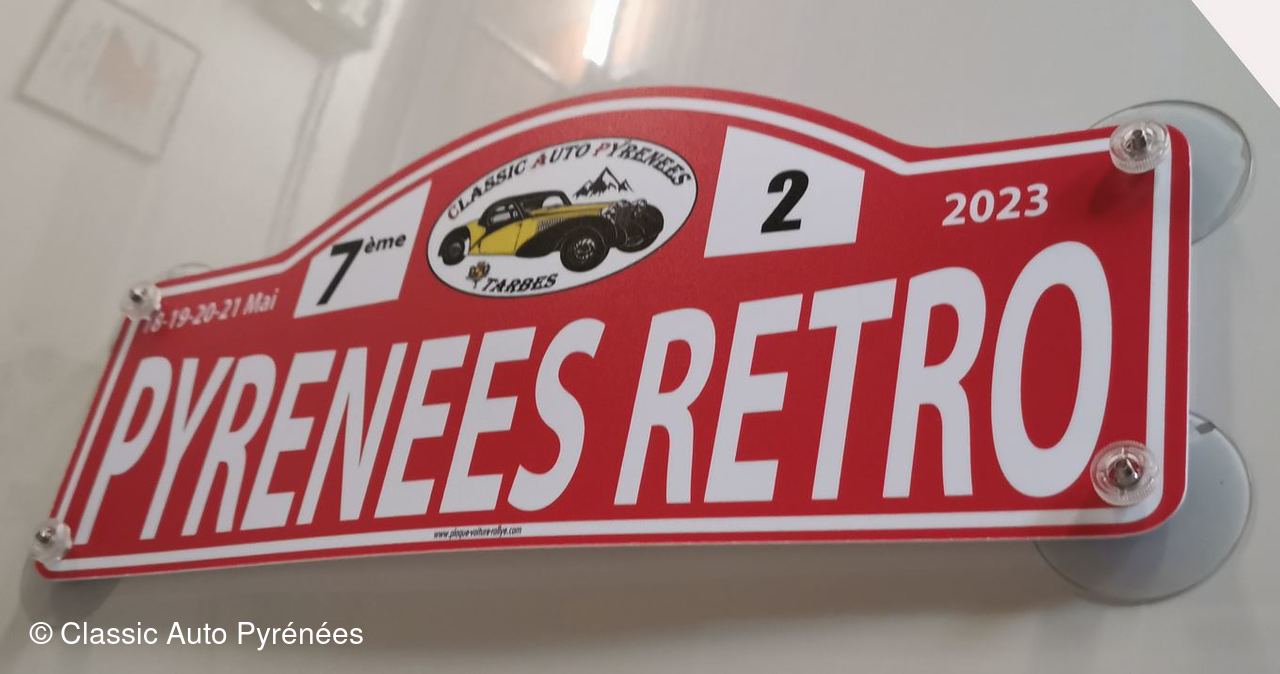 CLASSIC AUTO PYRENEES
TARBES
7ème
2
2023
18-19-20-21 Mai
PYRENEES RETRO
www.plaque-voiture-rallye.com
© Classic Auto Pyrénées